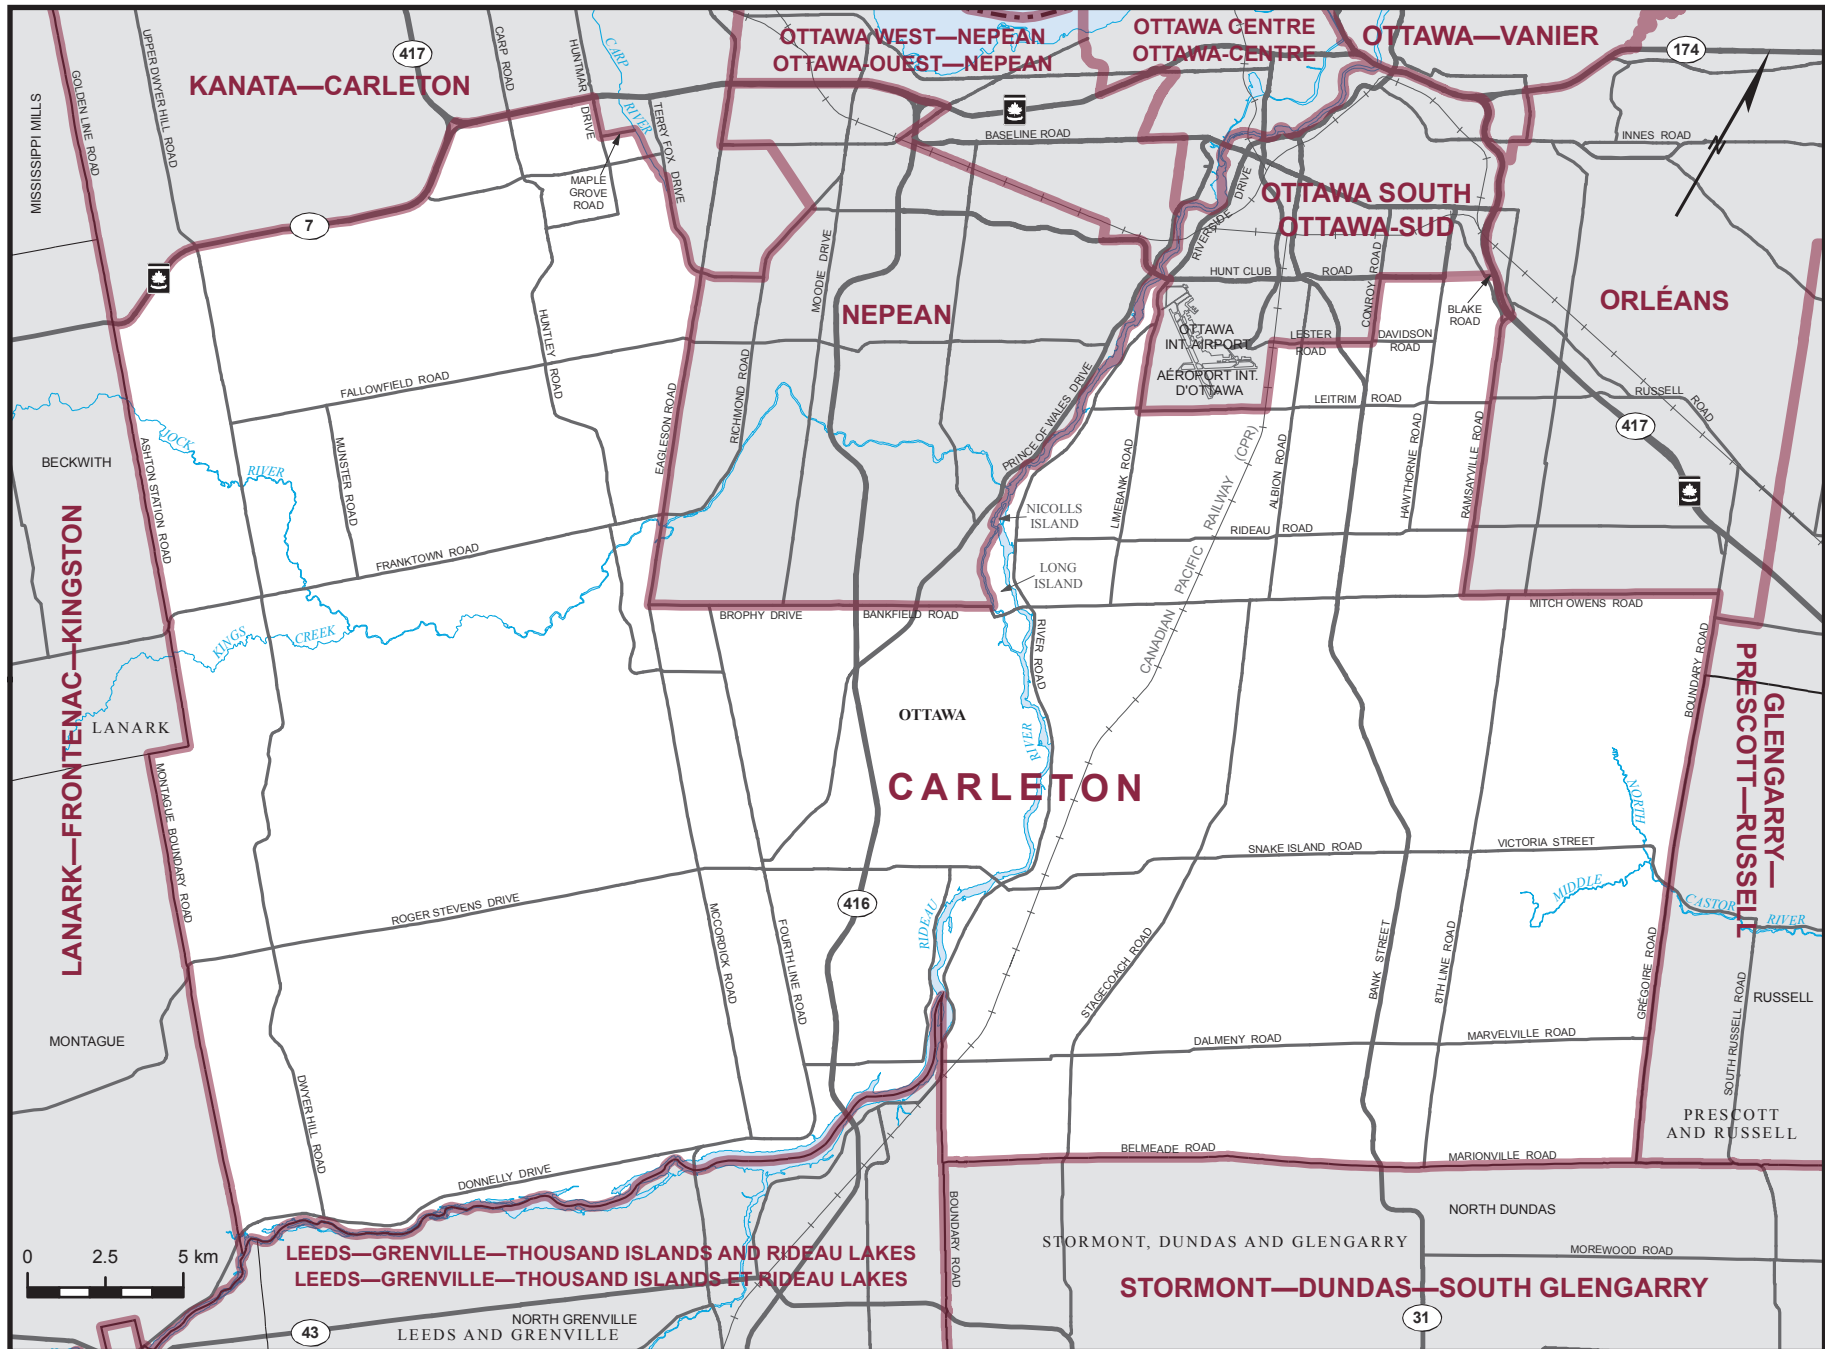 OTTAWA WEST—NEPEAN
OTTAWA-OUEST—NEPEAN
OTTAWA CENTRE
OTTAWA-CENTRE
OTTAWA—VANIER
174
417
KANATA—CARLETON
CARP ROAD
HUNTMAR DRIVE
CARP
RIVER
TERRY FOX DRIVE
UPPER DWYER HILL ROAD
GOLDEN LINE ROAD
MISSISSIPPI MILLS
BASELINE ROAD
INNES ROAD
N
MAPLE
GROVE
ROAD
7
OTTAWA SOUTH
OTTAWA-SUD
RIVERSIDE DRIVE
HUNT CLUB ROAD
CONROY ROAD
BLAKE
ROAD
ORLÉANS
MOODIE DRIVE
NEPEAN
OTTAWA
INT. AIRPORT
AÉROPORT INT.
D'OTTAWA
LESTER
ROAD
DAVIDSON
ROAD
HUNTLEY ROAD
FALLOWFIELD ROAD
RICHMOND ROAD
EAGLESON ROAD
PRINCE OF WALES DRIVE
LEITRIM ROAD
RUSSELL ROAD
417
BECKWITH
JOCK
RIVER
ASHTON STATION ROAD
MUNSTER ROAD
FRANKTOWN ROAD
NICOLLS
ISLAND
LONG
ISLAND
LIMEBANK ROAD
CANADIAN PACIFIC RAILWAY (CPR)
ALBION ROAD
HAWTHORNE ROAD
RAMSAYVILLE ROAD
RIDEAU ROAD
MITCH OWENS ROAD
BROPHY DRIVE
BANKFIELD ROAD
RIVER ROAD
KINGS
CREEK
LANARK—FRONTENAC—KINGSTON
LANARK
OTTAWA
RIVER
CARLETON
BOUNDARY ROAD
GLENGARRY—
PRESCOTT—RUSSELL
MONTAGUE BOUNDARY ROAD
NORTH
SNAKE ISLAND ROAD
VICTORIA STREET
MIDDLE
CASTOR
RIVER
ROGER STEVENS DRIVE
416
RIDEAU
MCCORDICK ROAD
FOURTH LINE ROAD
STAGECOACH ROAD
BANK STREET
8TH LINE ROAD
GRÉGOIRE ROAD
SOUTH RUSSELL ROAD
RUSSELL
MONTAGUE
DALMENY ROAD
MARVELVILLE ROAD
DWYER HILL ROAD
PRESCOTT
AND RUSSELL
BELMEADE ROAD
MARIONVILLE ROAD
DONNELLY DRIVE
BOUNDARY ROAD
NORTH DUNDAS
STORMONT, DUNDAS AND GLENGARRY
MOREWOOD ROAD
0 2.5 5 km
LEEDS—GRENVILLE—THOUSAND ISLANDS AND RIDEAU LAKES
LEEDS—GRENVILLE—THOUSAND ISLANDS ET RIDEAU LAKES
STORMONT—DUNDAS—SOUTH GLENGARRY
NORTH GRENVILLE
31
43
LEEDS AND GRENVILLE